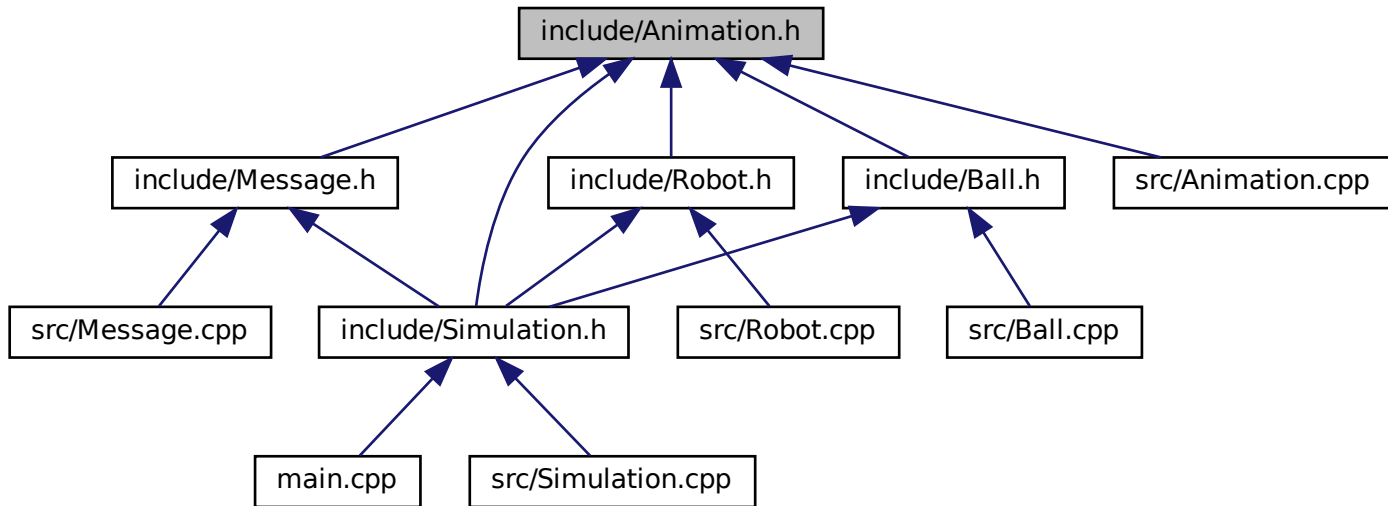 include/Animation.h
include/Message.h
include/Robot.h
include/Ball.h
src/Animation.cpp
src/Message.cpp
include/Simulation.h
src/Robot.cpp
src/Ball.cpp
main.cpp
src/Simulation.cpp